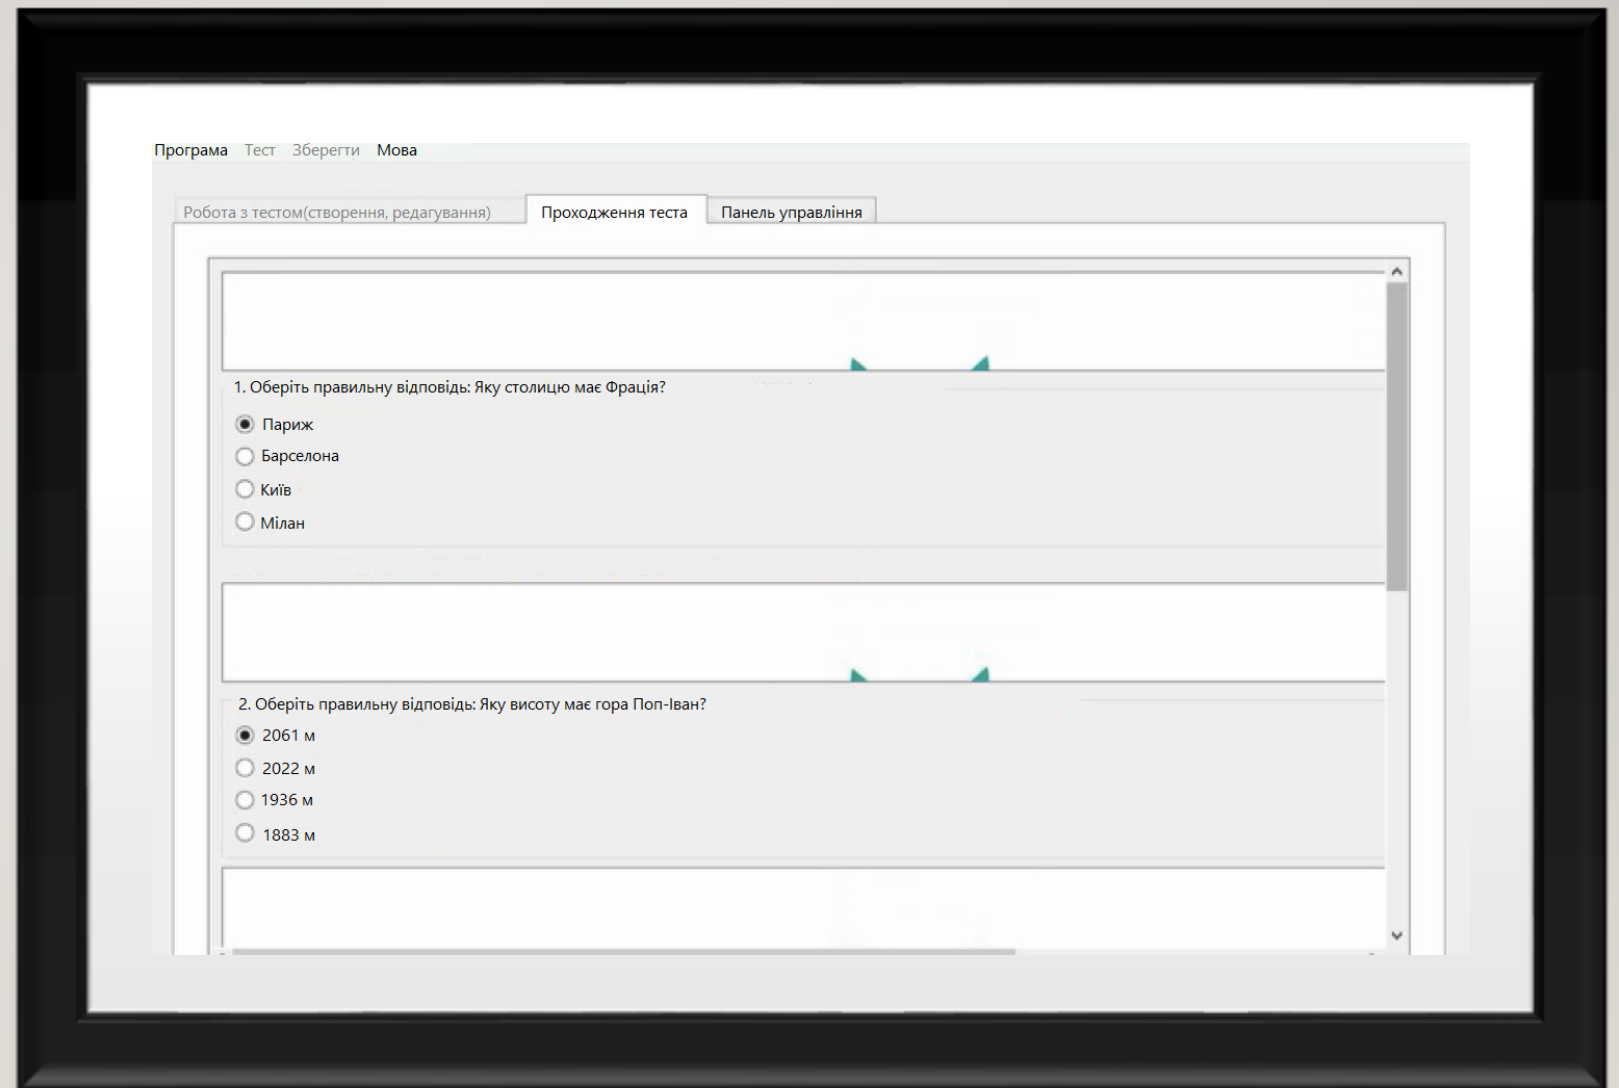 Програма Тест Зберегти Мова
Робота з тестом(створення, редагування) Проходження теста Панель управління
1. Оберіть правильну відповідь: Яку столицю має Фрація?
Париж
Барселона
Київ
Мілан
2. Оберіть правильну відповідь: Яку висоту має гора Поп-Іван?
2061 м
2022 м
1936 м
1883 м